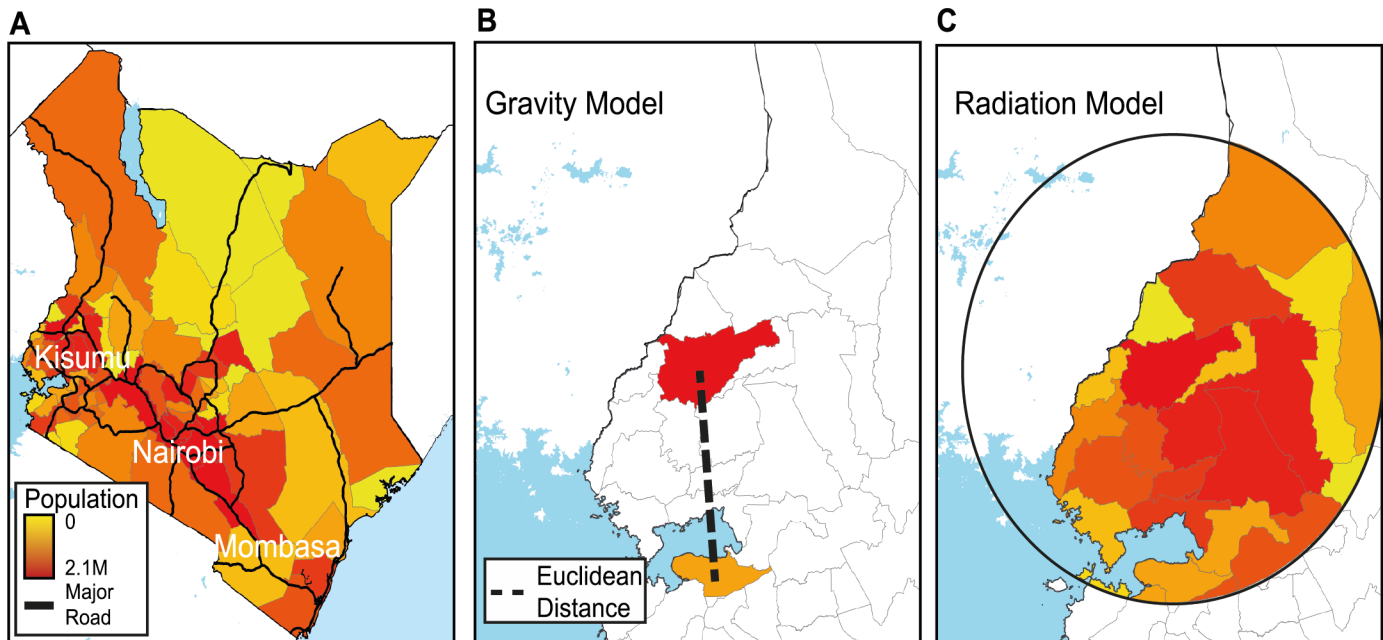 A
Kisumu
Nairobi
Mombasa
Population
0
2.1M
Major
Road
B
Gravity Model
Euclidean
Distance
C
Radiation Model